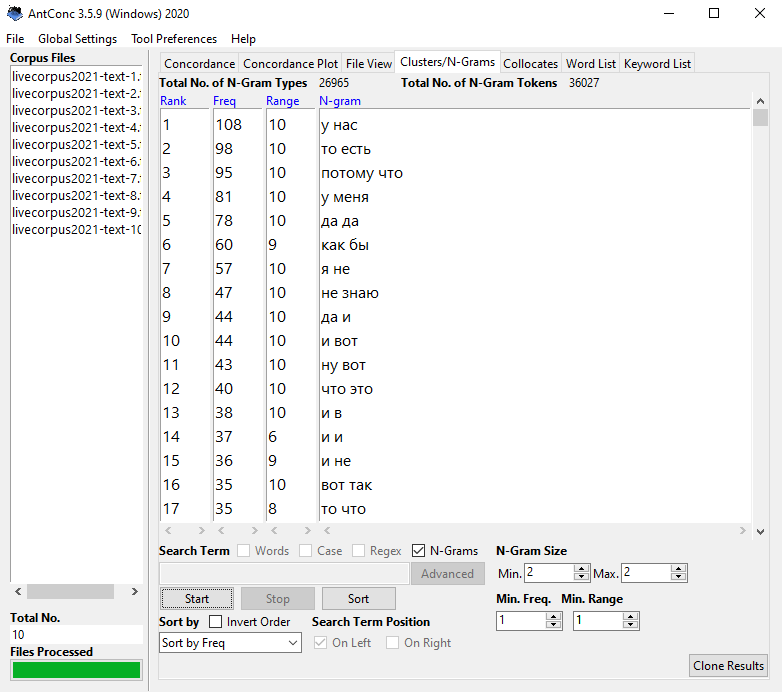 AntConc 3.5.9 (Windows) 2020
File Global Settings Tool Preferences Help
Corpus Files
livecorpus2021-text-1.
livecorpus2021-text-2.
livecorpus2021-text-3.
livecorpus2021-text-4.
livecorpus2021-text-5.
livecorpus2021-text-6.
livecorpus2021-text-7.
livecorpus2021-text-8.
livecorpus2021-text-9.
livecorpus2021-text-10
Total No.
10
Files Processed
Concordance Concordance Plot File View Clusters/N-Grams Collocates Word List Keyword List
Total No. of N-Gram Types 26965 Total No. of N-Gram Tokens 36027
Rank Freq Range N-gram
1 108 10 у нас
2 98 10 то есть
3 95 10 потому что
4 81 10 у меня
5 78 10 да да
6 60 9 как бы
7 57 10 я не
8 47 10 не знаю
9 44 10 да и
10 44 10 и вот
11 43 10 ну вот
12 40 10 что это
13 38 10 и в
14 37 6 и и
15 36 9 и не
16 35 10 вот так
17 35 8 то что
Search Term Words Case Regex N-Grams N-Gram Size
Advanced Min. 2 Max. 2
Start Stop Sort Min. Freq. Min. Range
Sort by Invert Order Search Term Position 1 1
Sort by Freq On Left On Right
Clone Results